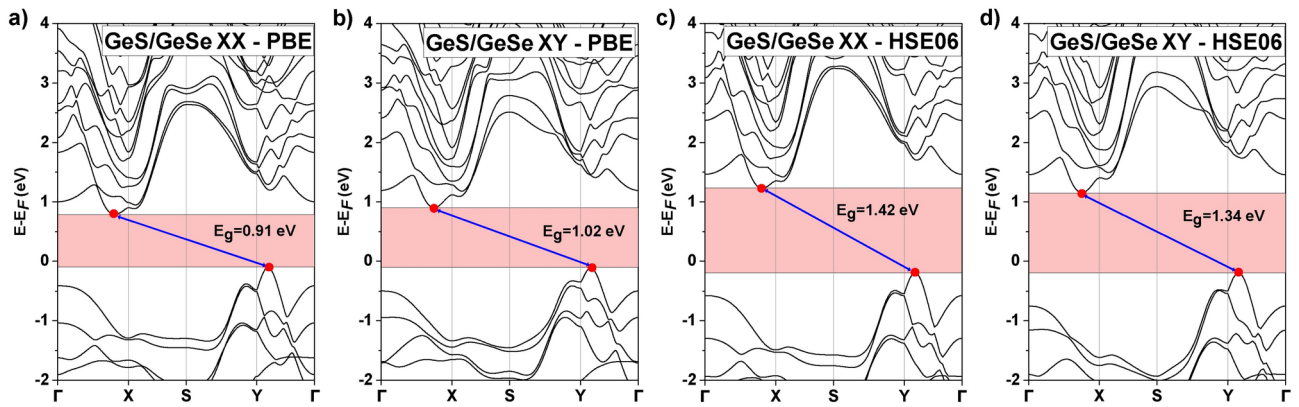 a)
GeS/GeSe XX - PBE
E-E_F (eV)
4
3
2
1
0
-1
-2
E_g=0.91 eV
Γ X S Y Γ
b)
GeS/GeSe XY - PBE
E-E_F (eV)
4
3
2
1
0
-1
-2
E_g=1.02 eV
Γ X S Y Γ
c)
GeS/GeSe XX - HSE06
E-E_F (eV)
4
3
2
1
0
-1
-2
E_g=1.42 eV
Γ X S Y Γ
d)
GeS/GeSe XY - HSE06
E-E_F (eV)
4
3
2
1
0
-1
-2
E_g=1.34 eV
Γ X S Y Γ